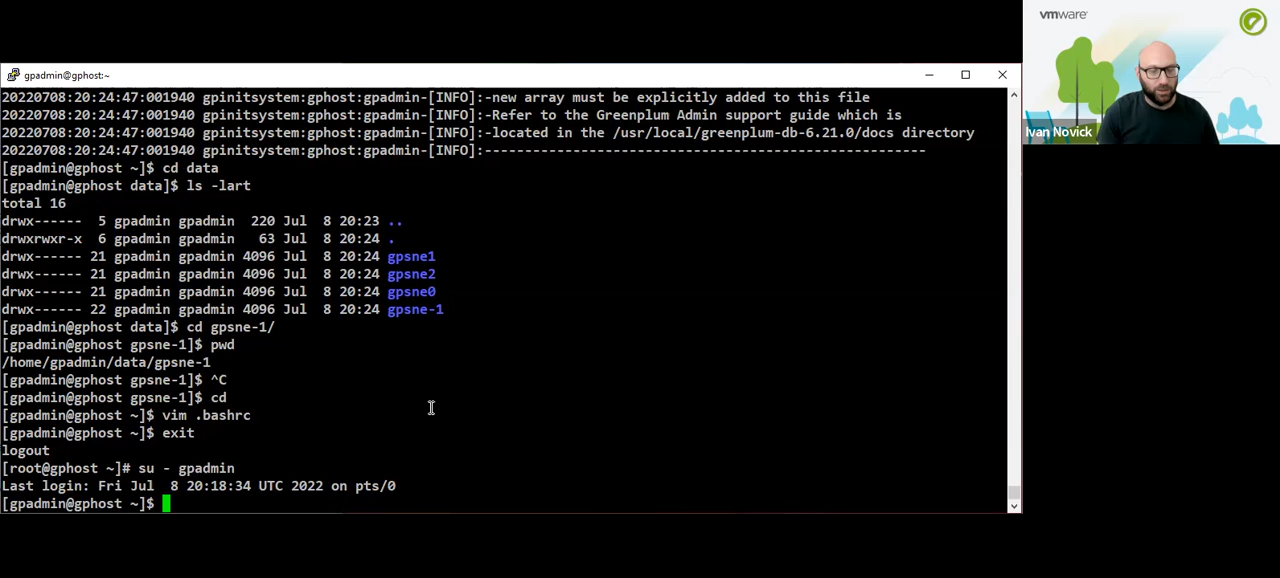 gpadmin@gphost:~
20220708:20:24:47:001940 gpinitsystem:gphost:gpadmin-[INFO]:-new array must be explicitly added to this file
20220708:20:24:47:001940 gpinitsystem:gphost:gpadmin-[INFO]:-Refer to the Greenplum Admin support guide which is
20220708:20:24:47:001940 gpinitsystem:gphost:gpadmin-[INFO]:-located in the /usr/local/greenplum-db-6.21.0/docs directory
20220708:20:24:47:001940 gpinitsystem:gphost:gpadmin-[INFO]:-------------------------------------------------------
[gpadmin@gphost ~]$ cd data
[gpadmin@gphost data]$ ls -lart
total 16
drwx------  5 gpadmin gpadmin  220 Jul  8 20:23 ..
drwxrwxr-x  6 gpadmin gpadmin   63 Jul  8 20:24 .
drwx------ 21 gpadmin gpadmin 4096 Jul  8 20:24 gpsne1
drwx------ 21 gpadmin gpadmin 4096 Jul  8 20:24 gpsne2
drwx------ 21 gpadmin gpadmin 4096 Jul  8 20:24 gpsne0
drwx------ 22 gpadmin gpadmin 4096 Jul  8 20:24 gpsne-1
[gpadmin@gphost data]$ cd gpsne-1/
[gpadmin@gphost gpsne-1]$ pwd
/home/gpadmin/data/gpsne-1
[gpadmin@gphost gpsne-1]$ ^C
[gpadmin@gphost gpsne-1]$ cd
[gpadmin@gphost ~]$ vim .bashrc
[gpadmin@gphost ~]$ exit
logout
[root@gphost ~]# su - gpadmin
Last login: Fri Jul  8 20:18:34 UTC 2022 on pts/0
[gpadmin@gphost ~]$
vmware
Ivan Novick